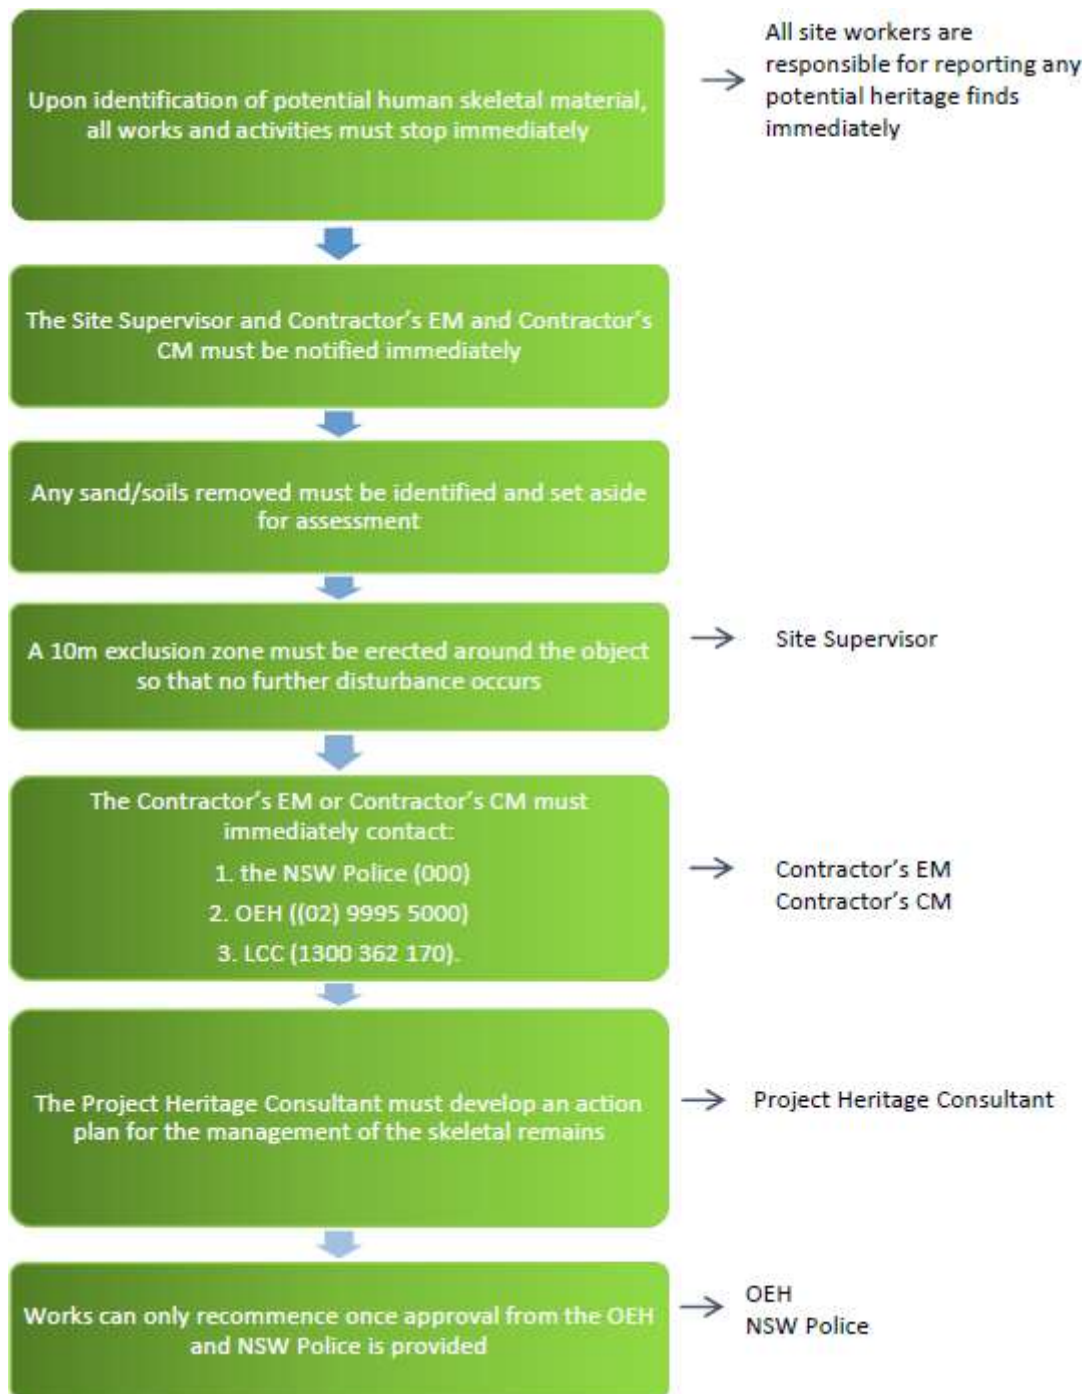 Upon identification of potential human skeletal material,
all works and activities must stop immediately
All site workers are
responsible for reporting any
potential heritage finds
immediately
The Site Supervisor and Contractor's EM and Contractor's
CM must be notified immediately
Any sand/soils removed must be identified and set aside
for assessment
A 10m exclusion zone must be erected around the object
so that no further disturbance occurs
Site Supervisor
The Contractor's EM or Contractor's CM must
immediately contact:
1. the NSW Police (000)
2. OEH ((02) 9995 5000)
3. LCC (1300 362 170).
Contractor's EM
Contractor's CM
The Project Heritage Consultant must develop an action
plan for the management of the skeletal remains
Project Heritage Consultant
Works can only recommence once approval from the OEH
and NSW Police is provided
OEH
NSW Police